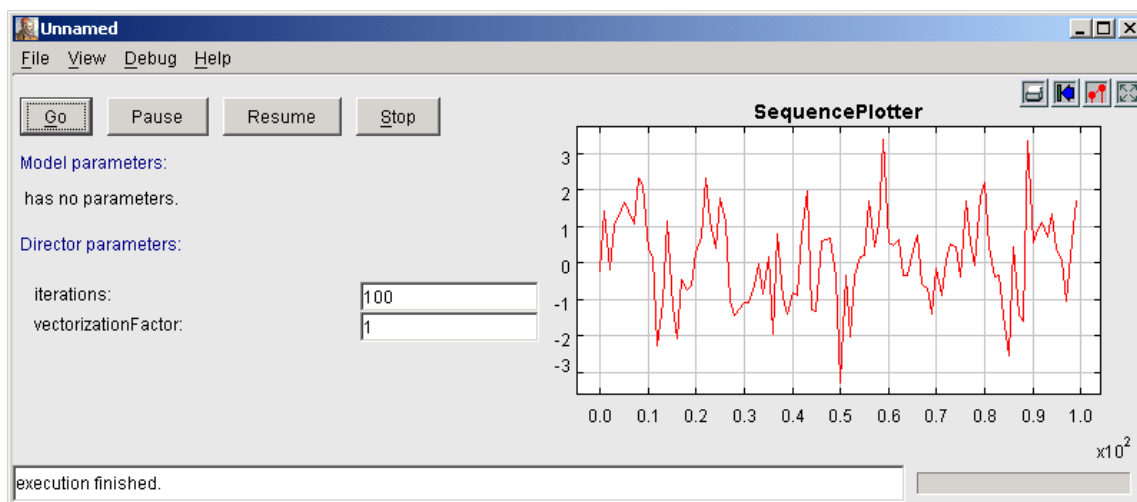 Unnamed
File View Debug Help
Go Pause Resume Stop
Model parameters:
has no parameters.
Director parameters:
iterations: 100
vectorizationFactor: 1
SequencePlotter
3
2
1
0
-1
-2
-3
0.0 0.1 0.2 0.3 0.4 0.5 0.6 0.7 0.8 0.9 1.0
x10²
execution finished.